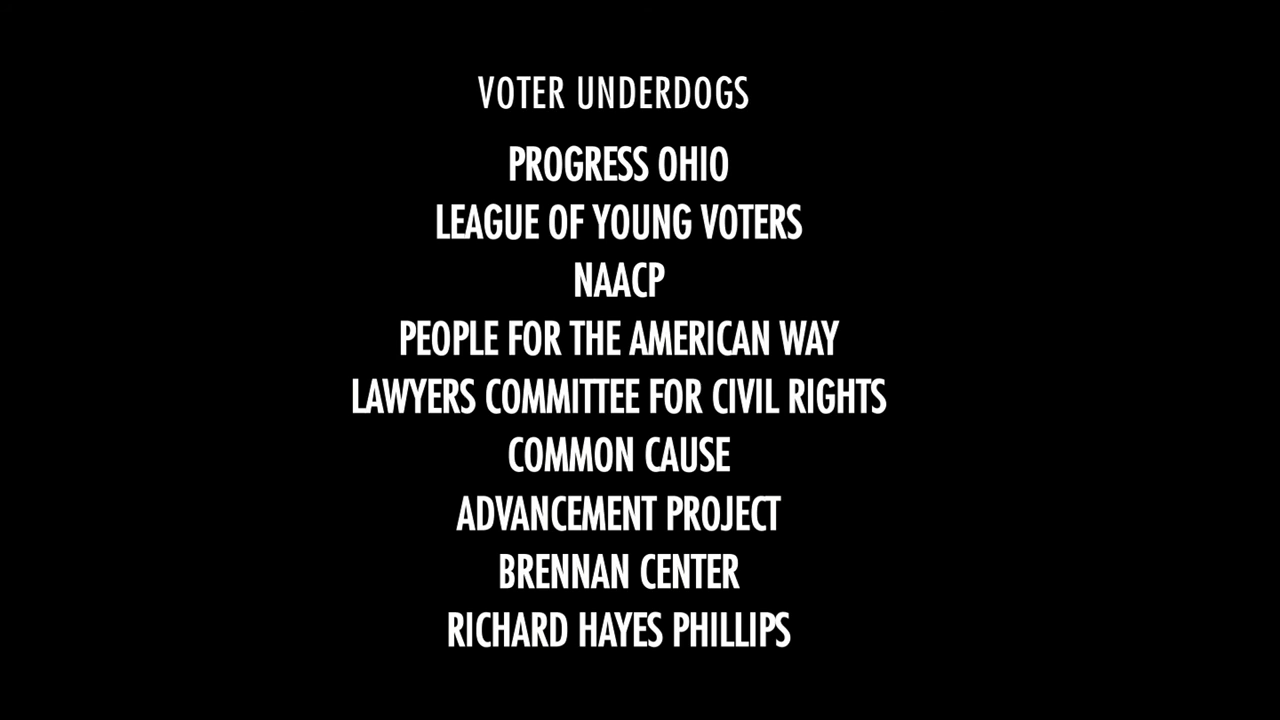 VOTER UNDERDOGS
PROGRESS OHIO
LEAGUE OF YOUNG VOTERS
NAACP
PEOPLE FOR THE AMERICAN WAY
LAWYERS COMMITTEE FOR CIVIL RIGHTS
COMMON CAUSE
ADVANCEMENT PROJECT
BRENNAN CENTER
RICHARD HAYES PHILLIPS